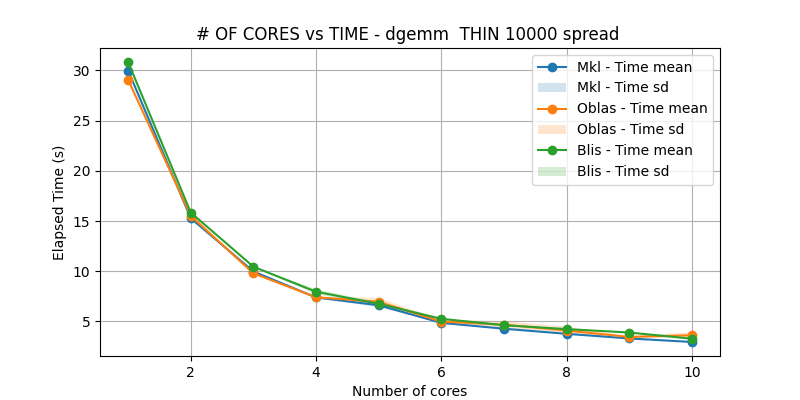 # OF CORES vs TIME - dgemm  THIN 10000 spread
Mkl - Time mean
Mkl - Time sd
Oblas - Time mean
Oblas - Time sd
Blis - Time mean
Blis - Time sd
Elapsed Time (s)
30
25
20
15
10
5
2
4
6
8
10
Number of cores